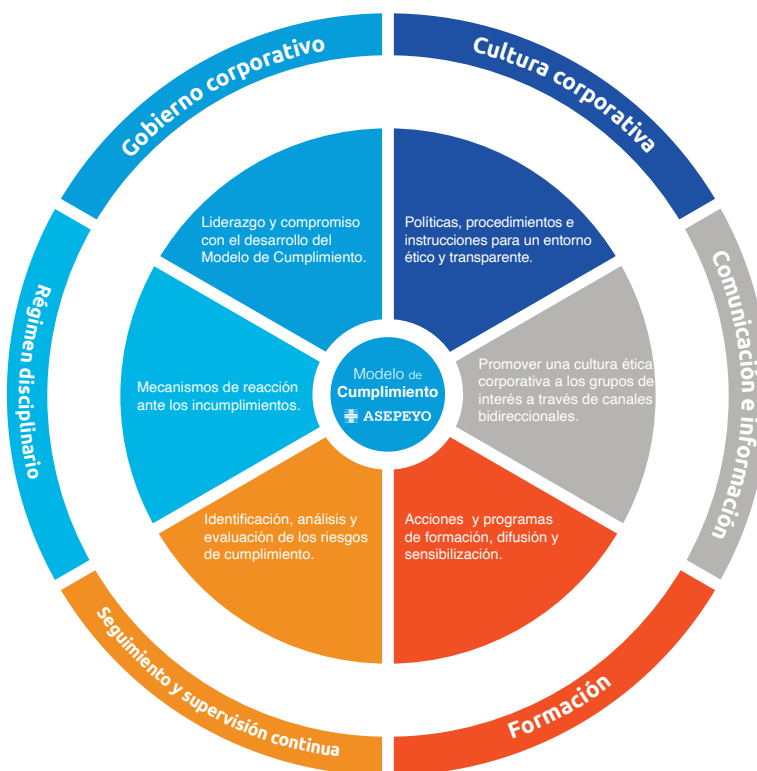 Gobierno corporativo
Cultura corporativa
Liderazgo y compromiso
con el desarrollo del
Modelo de Cumplimiento.
Políticas, procedimientos e
instrucciones para un entorno
ético y transparente.
Régimen disciplinario
Mecanismos de reacción
ante los incumplimientos.
Modelo de
Cumplimiento
ASEPEYO
Promover una cultura ética
corporativa a los grupos de
interés a través de canales
bidireccionales.
Comunicación e información
Identificación, análisis y
evaluación de los riesgos
de cumplimiento.
Acciones y programas
de formación, difusión y
sensibilización.
Seguimiento y supervisión continua
Formación